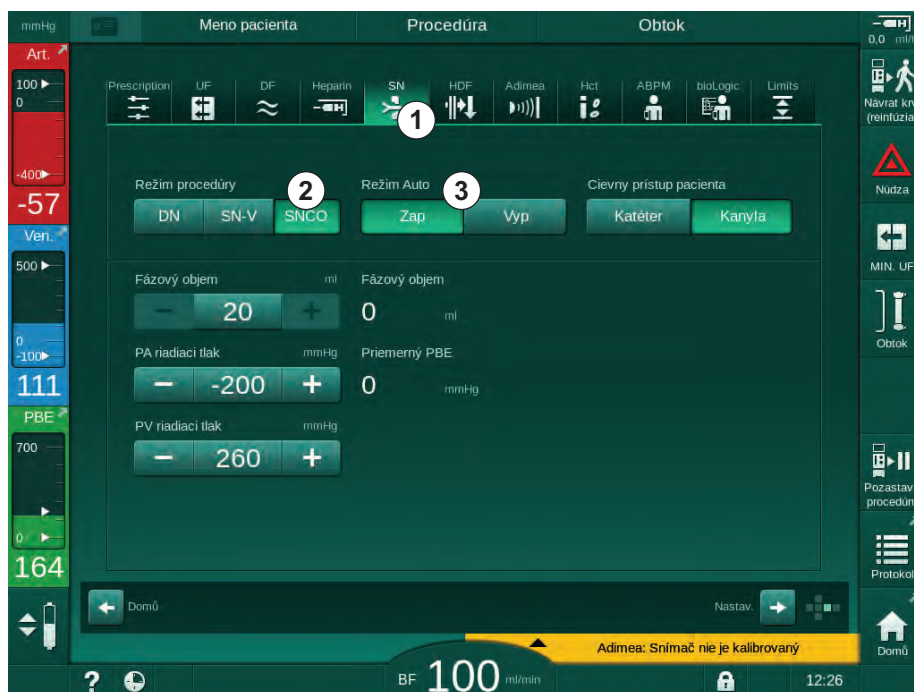 mmHg Meno pacienta Procedúra Obtok
0,0 ml/h
Art.
100
0
-400
-57
Ven.
500
0
-100
111
PBE
700
0
164
Prescription UF DF Heparin SN HDF Adimea Hct ABPM bioLogic Limits
1
Režim procedúry 2 Režim Auto 3 Cievny prístup pacienta
DN SN-V SNCO Zap Vyp Katéter Kanyla
Fázový objem ml Fázový objem
20 0 ml
PA riadiaci tlak mmHg Priemerný PBE
-200 0 mmHg
PV riadiaci tlak mmHg
260
Domů Nastav.
Adimea: Snímač nie je kalibrovaný
? BF 100 ml/min 12:26
Návrat krv
(reinfúzia
Núdza
MIN. UF
Obtok
Pozastav
procedúru
Protokol
Domů